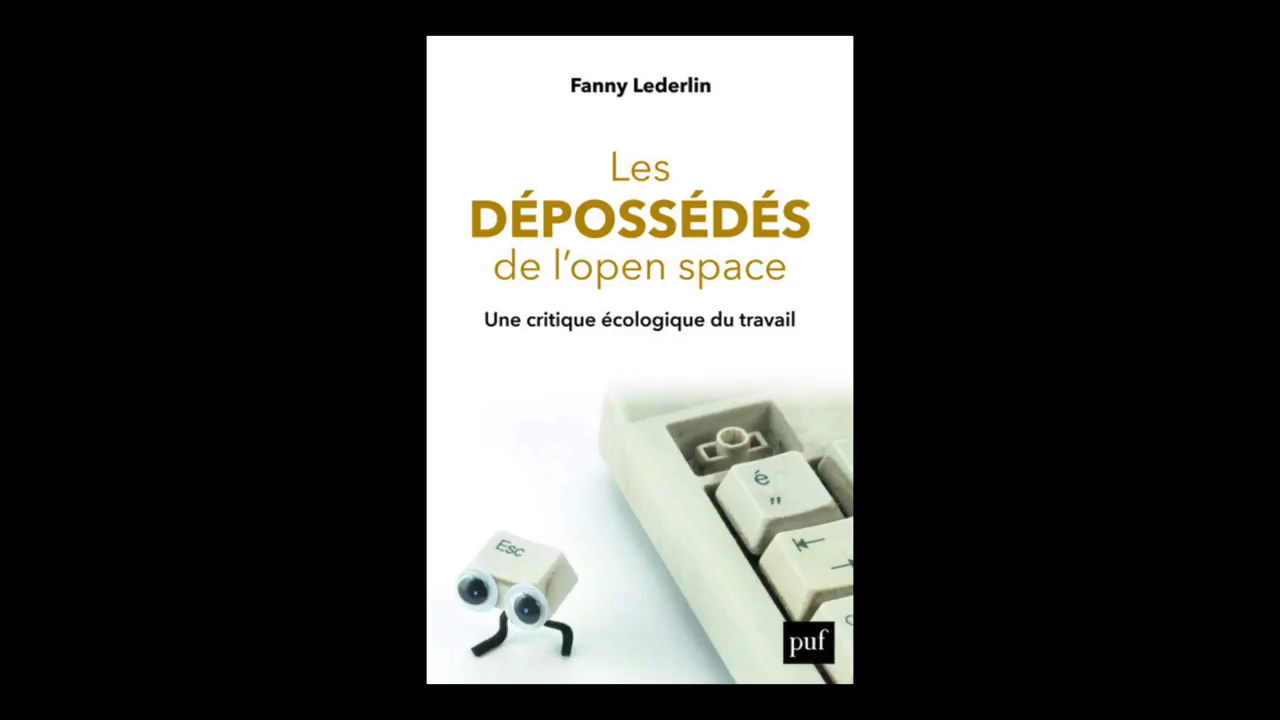 Fanny Lederlin
Les
DÉPOSSÉDÉS
de l’open space
Une critique écologique du travail
é
"
Esc
puf